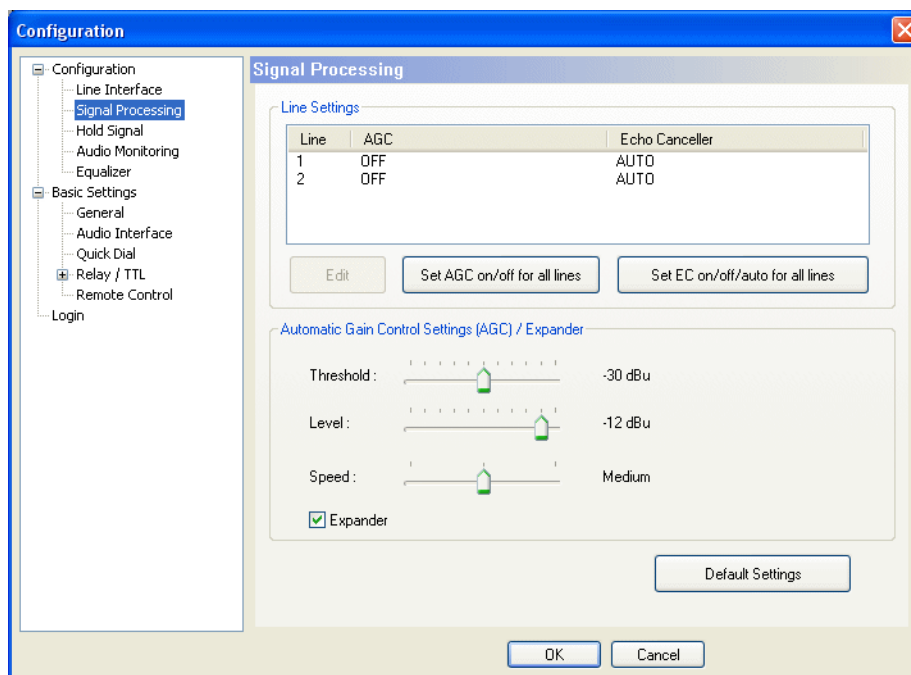 Configuration
Configuration
Line Interface
Signal Processing
Hold Signal
Audio Monitoring
Equalizer
Basic Settings
General
Audio Interface
Quick Dial
Relay / TTL
Remote Control
Login
Signal Processing
Line Settings
Line AGC Echo Canceller
1 OFF AUTO
2 OFF AUTO
Edit Set AGC on/off for all lines Set EC on/off/auto for all lines
Automatic Gain Control Settings (AGC) / Expander
Threshold : -30 dBu
Level : -12 dBu
Speed : Medium
Expander
Default Settings
OK Cancel